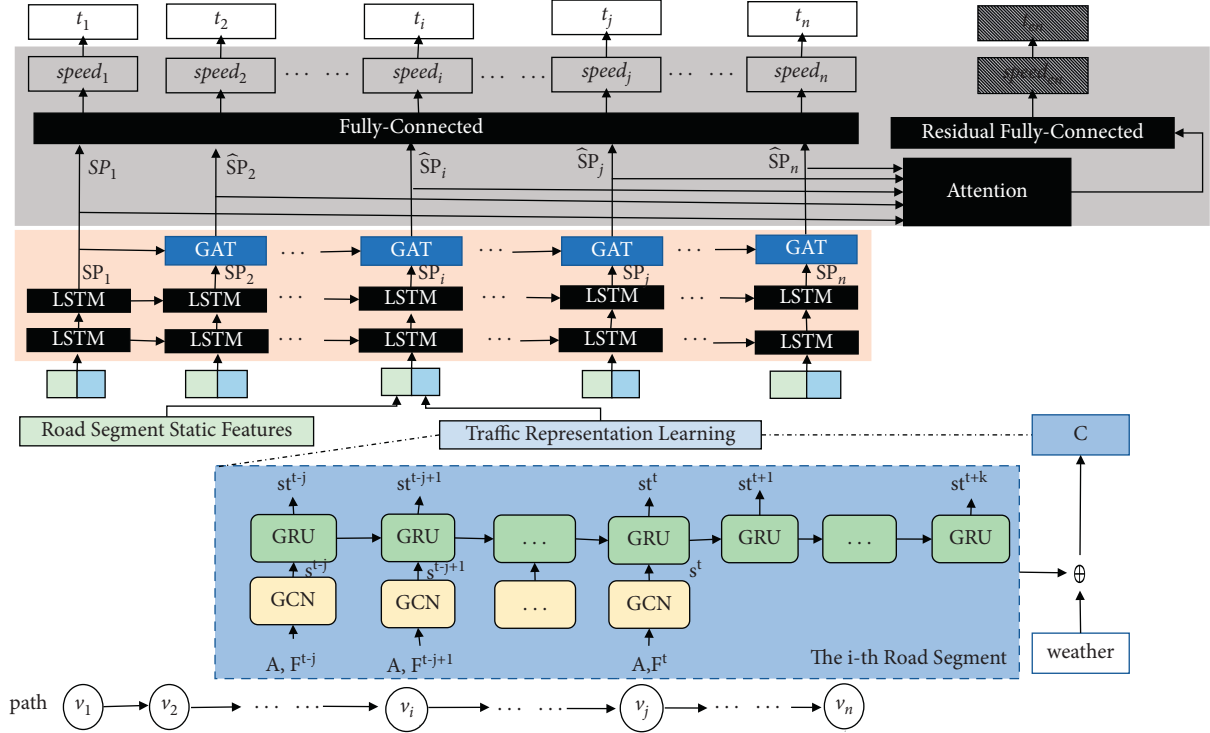 t₁ t₂ tᵢ tⱼ tₙ t_en
speed₁ speed₂ ... ... speedᵢ ... ... speedⱼ ... ... speedₙ speed_en
Fully-Connected Residual Fully-Connected
SP₁ ŜP₂ ŜPᵢ ŜPⱼ ŜPₙ Attention
GAT ... GAT ... GAT ... GAT
SP₁ SP₂ SPᵢ SPⱼ SPₙ
LSTM LSTM ... LSTM ... LSTM ... LSTM
LSTM LSTM ... LSTM ... LSTM ... LSTM
Road Segment Static Features Traffic Representation Learning C
st^t-j st^t-j+1 st^t st^t+1 st^t+k
GRU GRU ... GRU GRU ... GRU
s^t-j s^t-j+1 s^t
GCN GCN ... GCN
A, F^t-j A, F^t-j+1 A,F^t
The i-th Road Segment weather
path v₁ v₂ ... ... vᵢ ... ... vⱼ ... ... vₙ